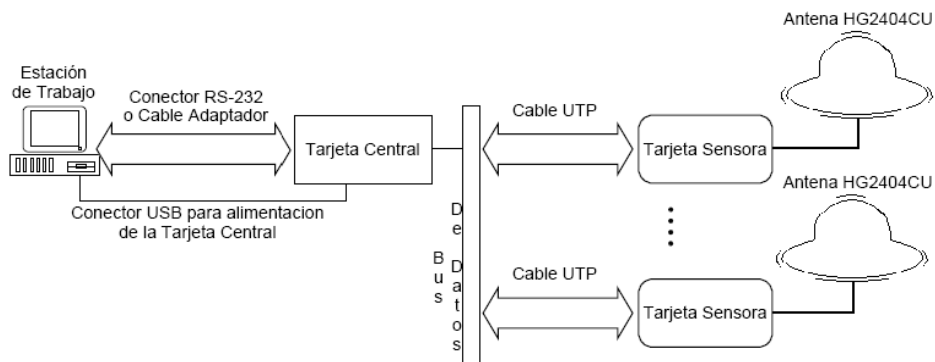 Antena HG2404CU
Estación
de Trabajo
Conector RS-232
o Cable Adaptador
Tarjeta Central
Cable UTP
Tarjeta Sensora
Conector USB para alimentacion
de la Tarjeta Central
Bus
De
Datos
Antena HG2404CU
Cable UTP
Tarjeta Sensora